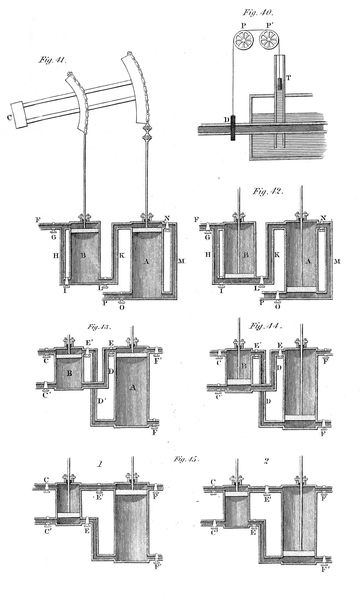 Fig. 41.
Fig. 40.
P P'
T
C
D
Fig. 42.
F N
G
H B K A M
I L
P
O
F N
G
H B K A M
I L
P
O
Fig. 43.
Fig. 44.
E' E
C D F
B A
C' D' F'
E' E
C F
B
C' D F'
Fig. 45.
1
2
C E' F
C' E F'
C E' F
C' E F'